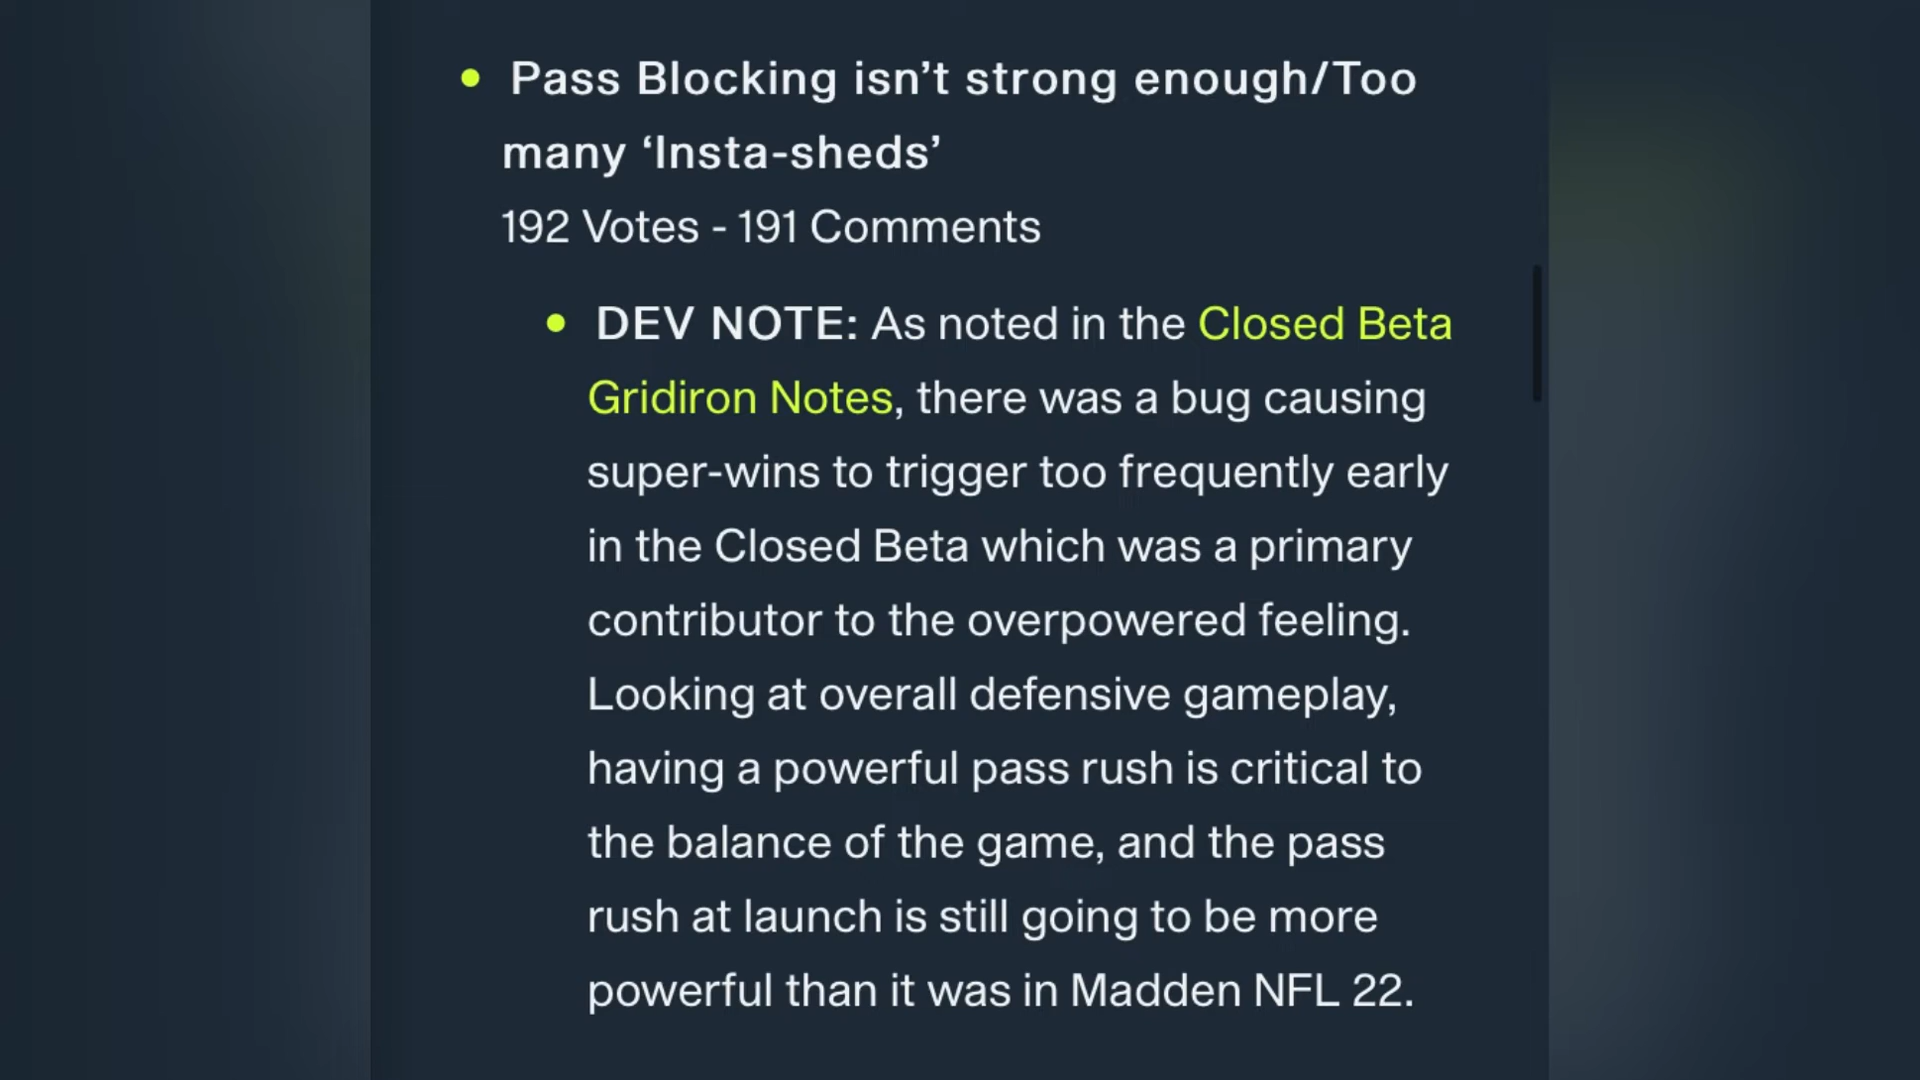 • Pass Blocking isn’t strong enough/Too
many ‘Insta-sheds’
192 Votes - 191 Comments
• DEV NOTE: As noted in the Closed Beta
Gridiron Notes, there was a bug causing
super-wins to trigger too frequently early
in the Closed Beta which was a primary
contributor to the overpowered feeling.
Looking at overall defensive gameplay,
having a powerful pass rush is critical to
the balance of the game, and the pass
rush at launch is still going to be more
powerful than it was in Madden NFL 22.